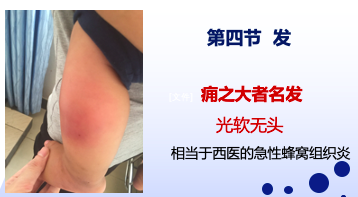 第四节 发
痈之大者名发
光软无头
相当于西医的急性蜂窝组织炎